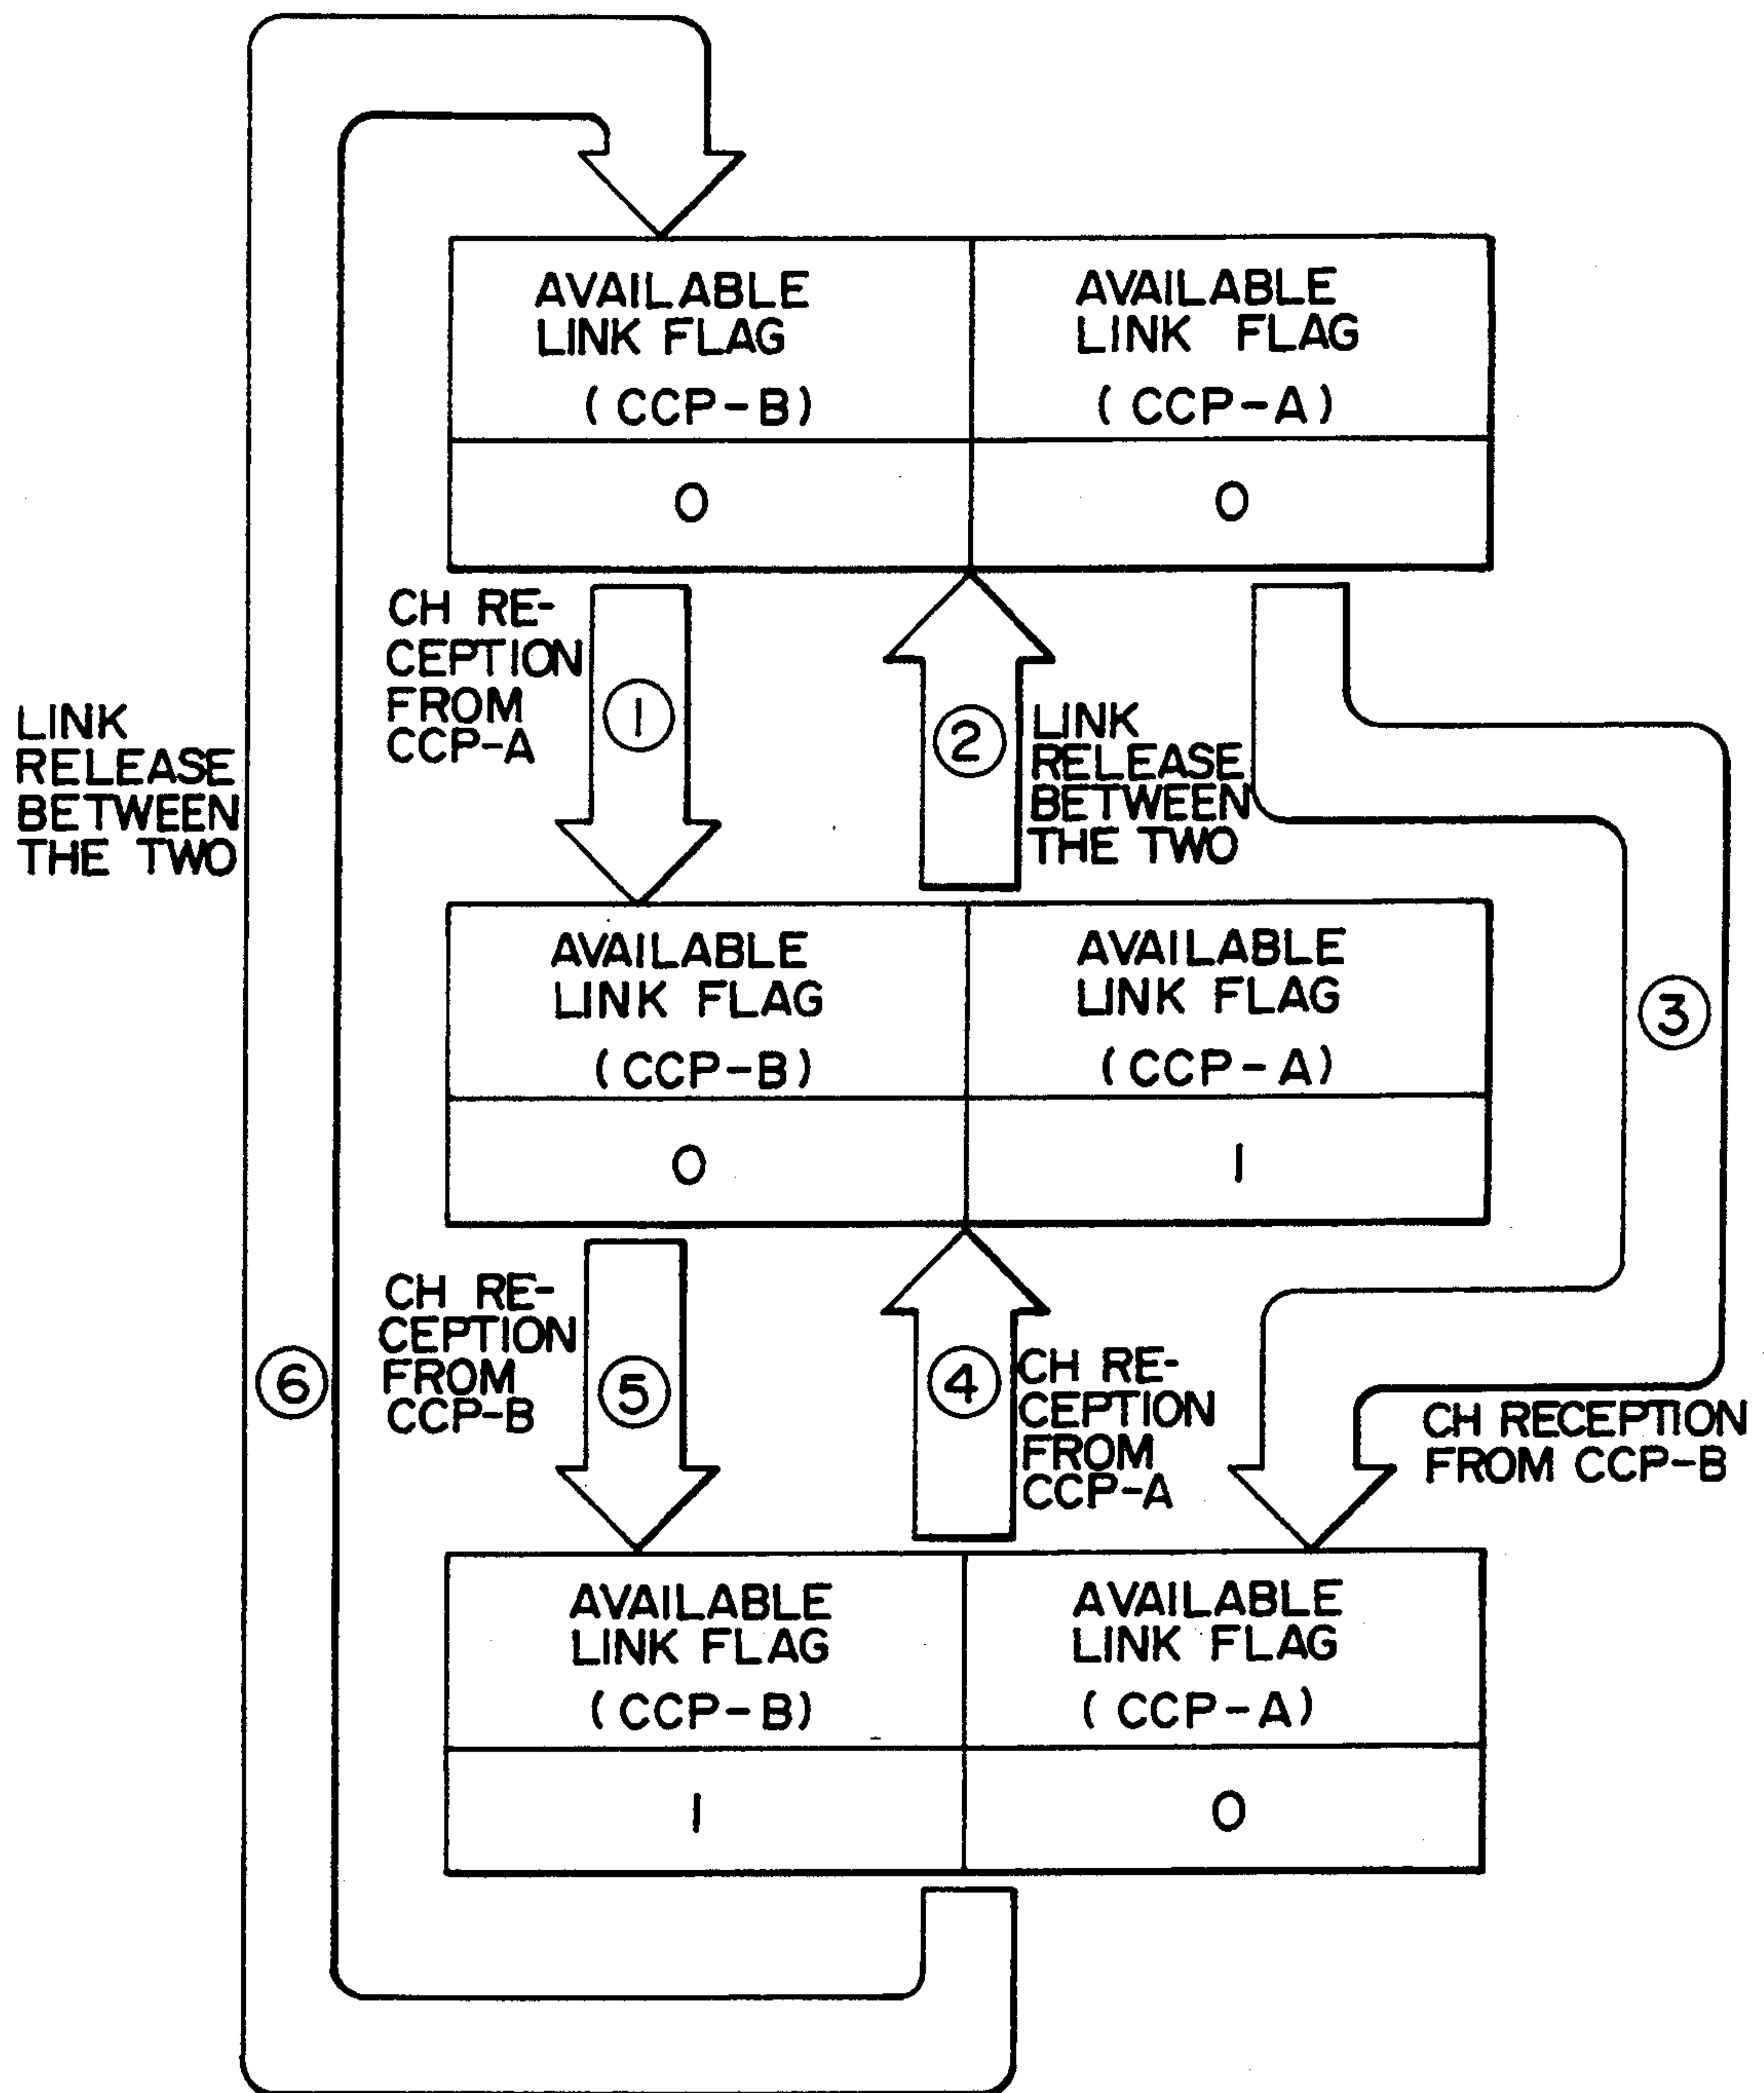 AVAILABLE
LINK FLAG
(CCP-B)
AVAILABLE
LINK FLAG
(CCP-A)
0
0
CH RE-
CEPTION
FROM
CCP-A
①
②
LINK
RELEASE
BETWEEN
THE TWO
LINK
RELEASE
BETWEEN
THE TWO
AVAILABLE
LINK FLAG
(CCP-B)
AVAILABLE
LINK FLAG
(CCP-A)
③
0
1
CH RE-
CEPTION
FROM
CCP-B
⑤
④
CH RE-
CEPTION
FROM
CCP-A
⑥
CH RECEPTION
FROM CCP-B
AVAILABLE
LINK FLAG
(CCP-B)
AVAILABLE
LINK FLAG
(CCP-A)
1
0